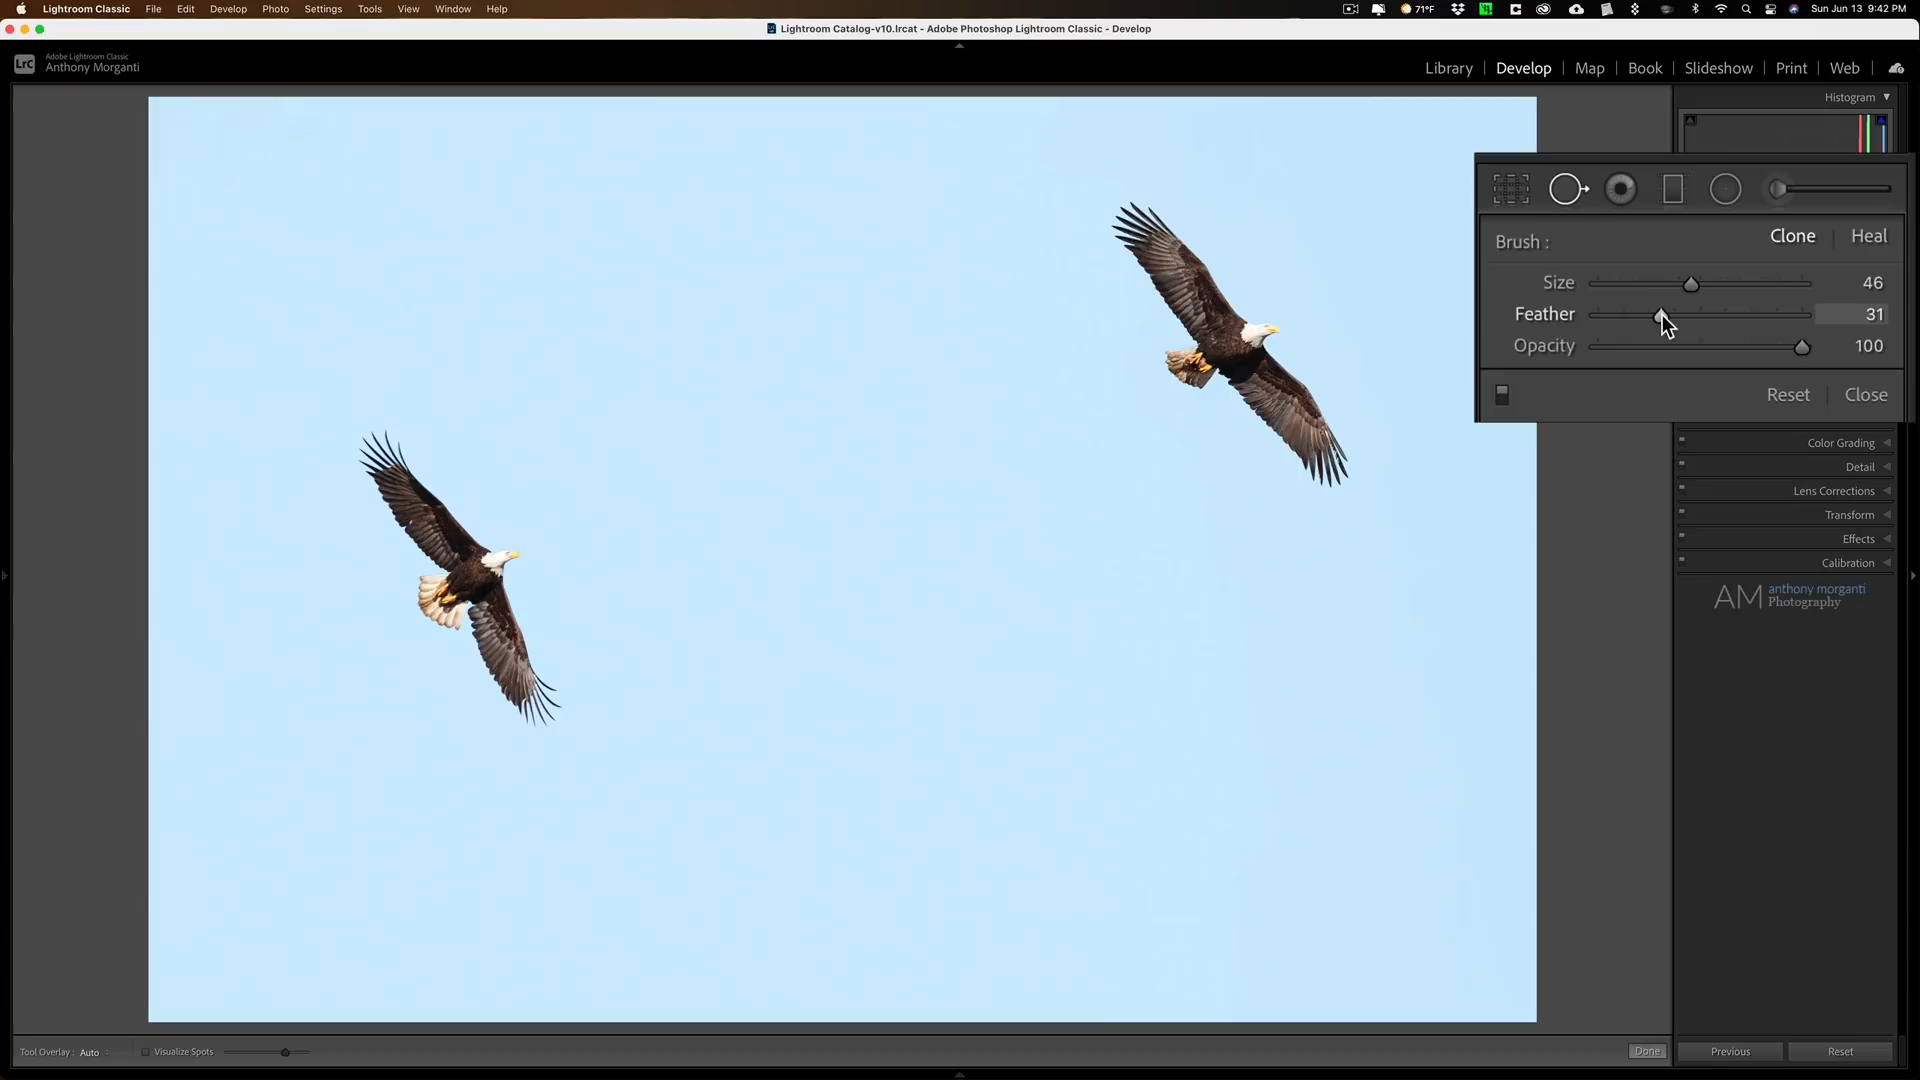 Lightroom Classic File Edit Develop Photo Settings Tools View Window Help 71°F Sun Jun 13 9:42 PM
Lightroom Catalog-v10.lrcat - Adobe Photoshop Lightroom Classic - Develop
LrC Adobe Lightroom Classic
Anthony Morganti
Library | Develop | Map | Book | Slideshow | Print | Web
Histogram
Brush : Clone Heal
Size 46
Feather 31
Opacity 100
Reset Close
Color Grading
Detail
Lens Corrections
Transform
Effects
Calibration
AM anthony morganti
Photography
Tool Overlay : Auto Visualize Spots Done Previous Reset